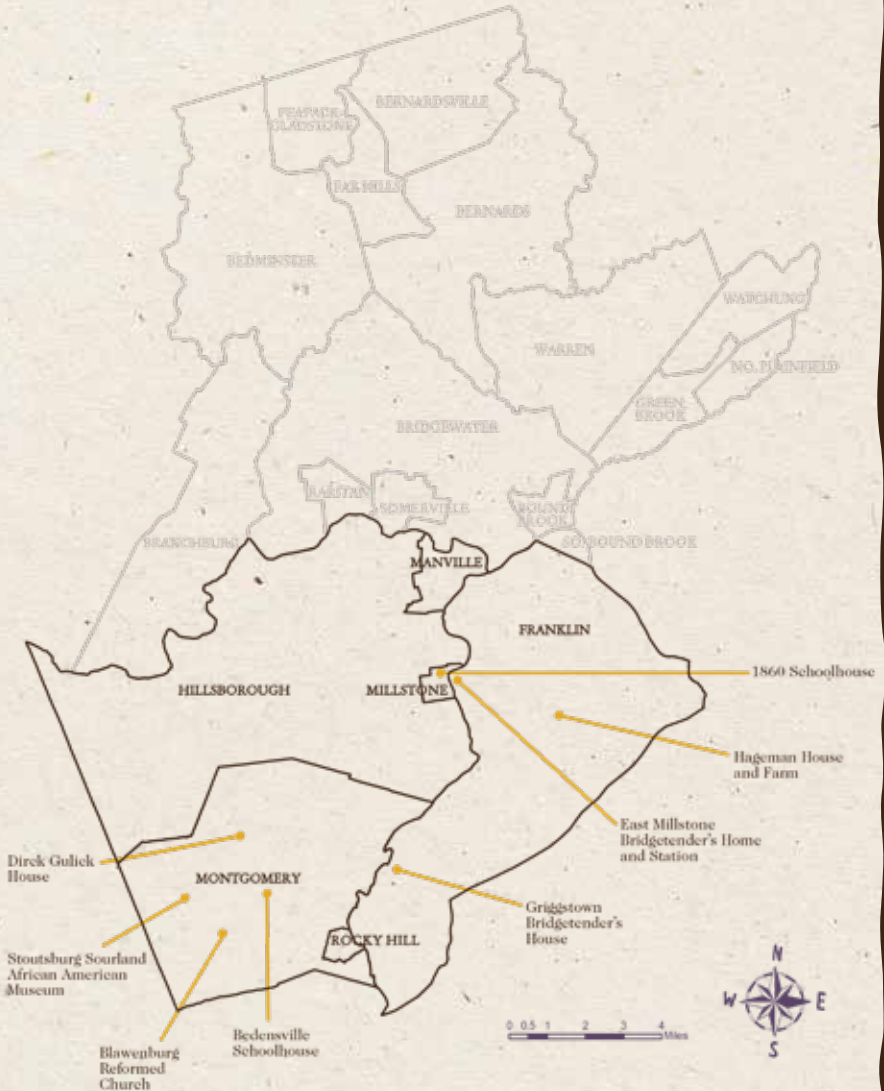 PEAPACK-
GLADSTONE
BERNARDSVILLE
FAR HILLS
BERNARDS
BEDMINSTER
WATCHUNG
WARREN
NO. PLAINFIELD
GREEN
BROOK
BRIDGEWATER
RARITAN
SOMERVILLE
BOUND
BROOK
BRANCHBURG
SO. BOUND BROOK
MANVILLE
FRANKLIN
1860 Schoolhouse
HILLSBOROUGH
MILLSTONE
Hageman House
and Farm
East Millstone
Bridgetender's Home
and Station
Dirck Gulick
House
MONTGOMERY
Griggstown
Bridgetender's
House
ROCKY HILL
Stoutsburg Sourland
African American
Museum
Bedensville
Schoolhouse
Blawenburg
Reformed
Church
N
W E
S
0 0.5 1 2 3 4
Miles